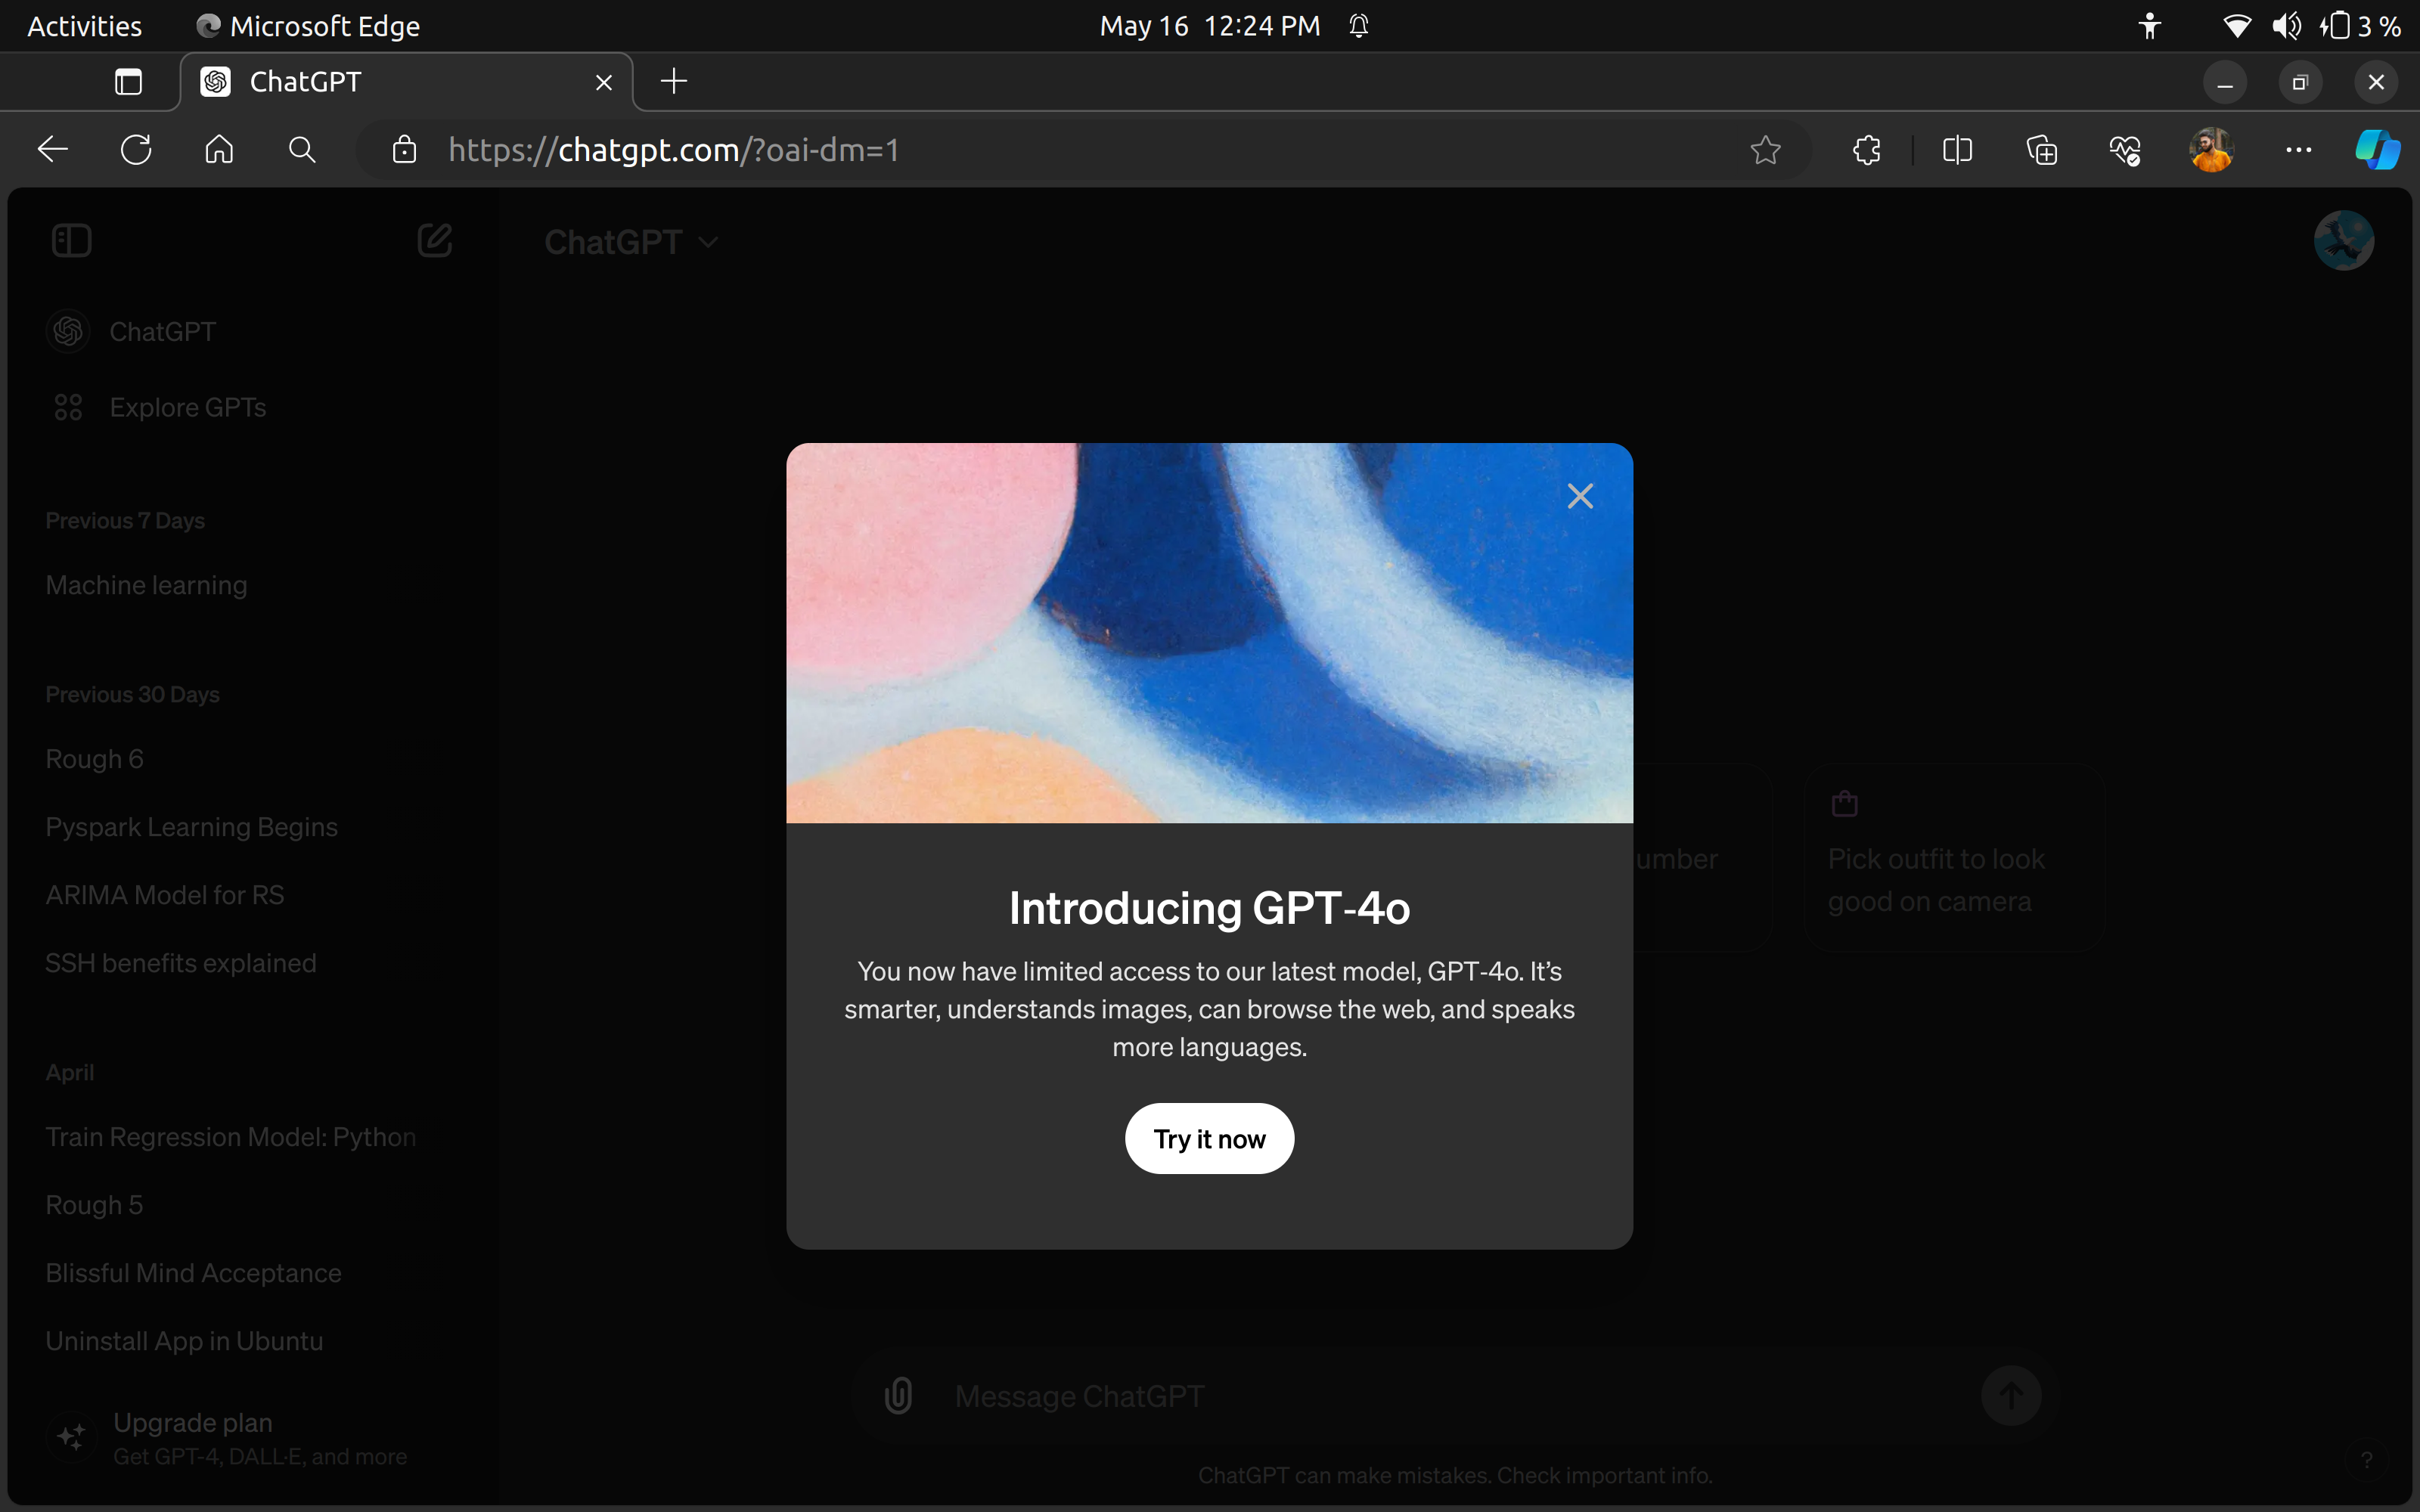 Activities
Microsoft Edge
May 16 12:24 PM
3 %
ChatGPT
https://chatgpt.com/?oai-dm=1
ChatGPT
ChatGPT
Explore GPTs
Previous 7 Days
Machine learning
Previous 30 Days
Rough 6
Pyspark Learning Begins
ARIMA Model for RS
SSH benefits explained
April
Train Regression Model: Python
Rough 5
Blissful Mind Acceptance
Uninstall App in Ubuntu
Upgrade plan
Get GPT-4, DALL·E, and more
Introducing GPT-4o
You now have limited access to our latest model, GPT-4o. It’s
smarter, understands images, can browse the web, and speaks
more languages.
Try it now
Pick outfit to look
good on camera
Message ChatGPT
ChatGPT can make mistakes. Check important info.
?